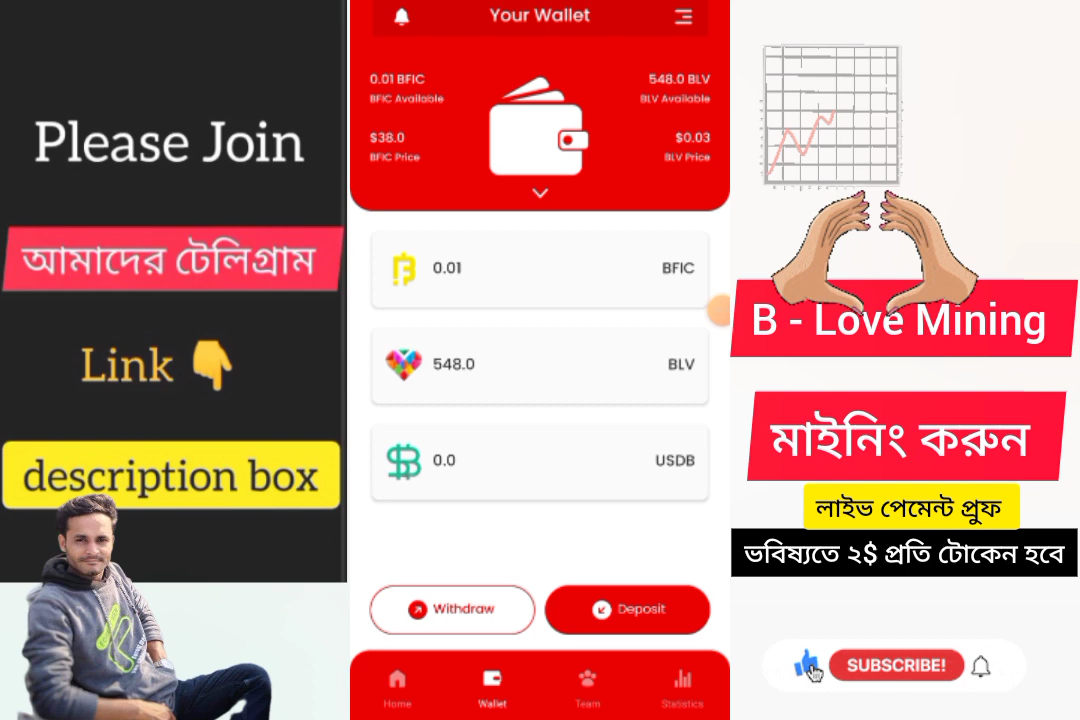 Please Join
আমাদের টেলিগ্রাম
Link
description box
Your Wallet
0.01 BFIC
BFIC Available
548.0 BLV
BLV Available
$38.0
BFIC Price
$0.03
BLV Price
0.01 BFIC
548.0 BLV
0.0 USDB
Withdraw
Deposit
Home
Wallet
Team
Statistics
B - Love Mining
মাইনিং করুন
লাইভ পেমেন্ট প্রুফ
ভবিষ্যতে ২$ প্রতি টোকেন হবে
SUBSCRIBE!